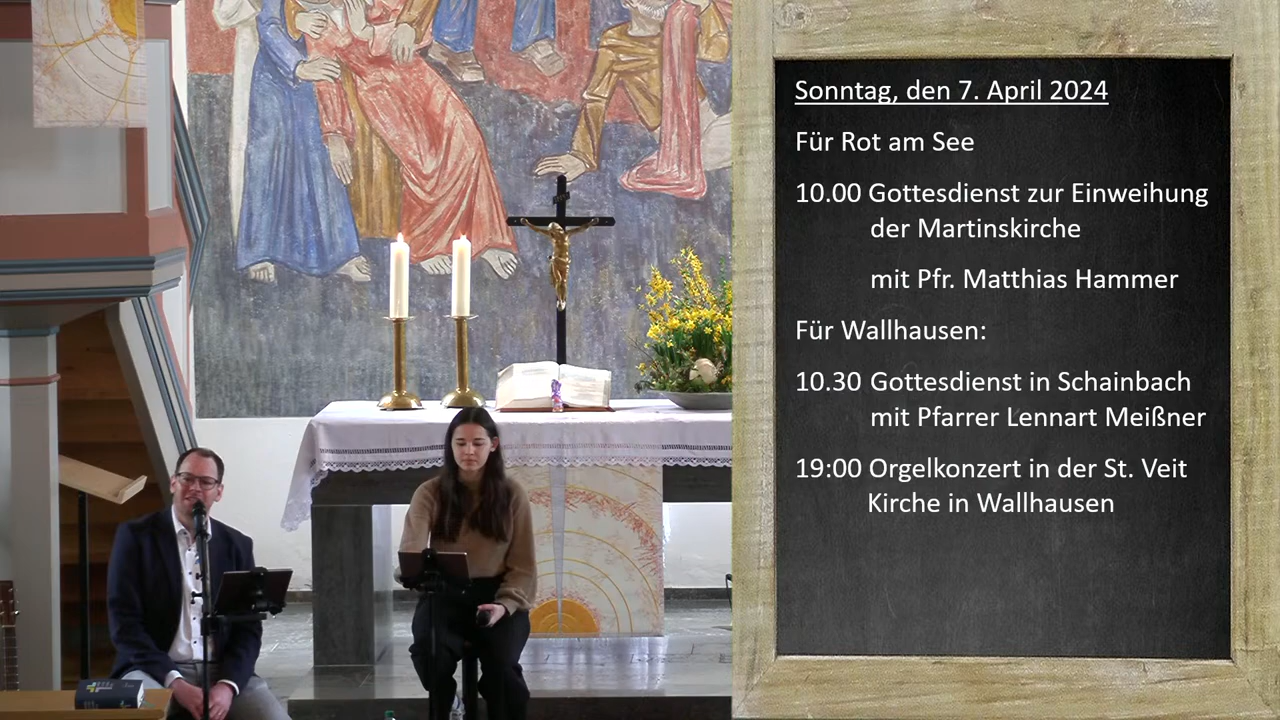 Sonntag, den 7. April 2024
Für Rot am See
10.00 Gottesdienst zur Einweihung
der Martinskirche
mit Pfr. Matthias Hammer
Für Wallhausen:
10.30 Gottesdienst in Schainbach
mit Pfarrer Lennart Meißner
19:00 Orgelkonzert in der St. Veit
Kirche in Wallhausen